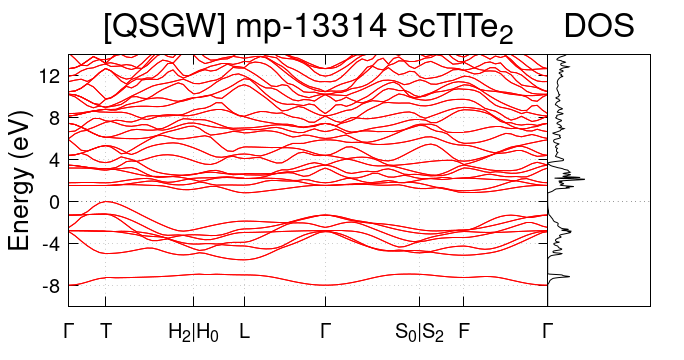 [QSGW] mp-13314 ScTlTe₂ DOS
Energy (eV)
12
8
4
0
-4
-8
Γ T H₂|H₀ L Γ S₀|S₂ F Γ